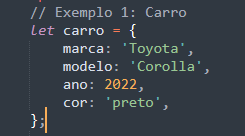 // Exemplo 1: Carro
let carro = {
    marca: 'Toyota',
    modelo: 'Corolla',
    ano: 2022,
    cor: 'preto',
};